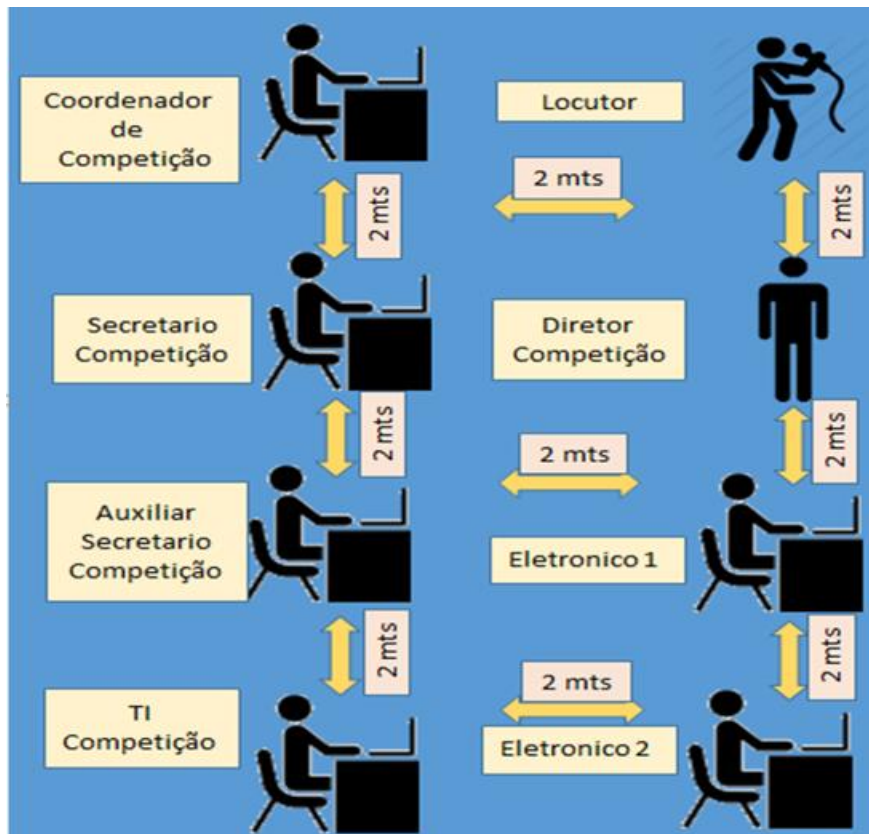 Coordenador
de
Competição
Locutor
2 mts
2 mts
2 mts
Secretario
Competição
Diretor
Competição
2 mts
2 mts
2 mts
Auxiliar
Secretario
Competição
Eletronico 1
2 mts
2 mts
2 mts
TI
Competição
Eletronico 2